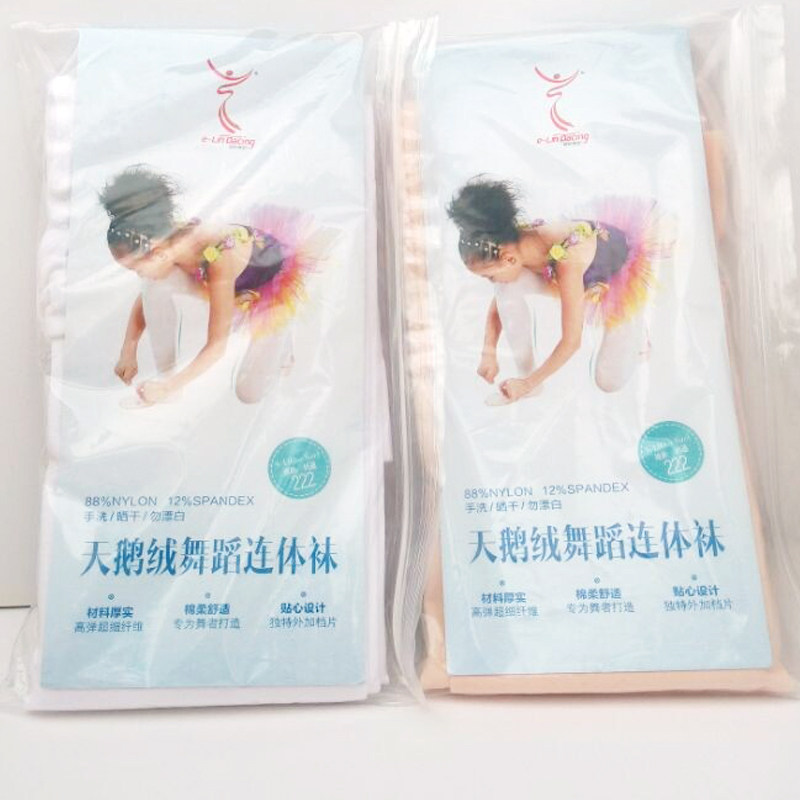 e-Lin Dacing
222
88%NYLON 12%SPANDEX
手洗/晒干/勿漂白
天鹅绒舞蹈连体袜
材料厚实
高弹超细纤维
棉柔舒适
专为舞者打造
贴心设计
独特外加档片
e-Lin Dacing
222
88%NYLON 12%SPANDEX
手洗/晒干/勿漂白
天鹅绒舞蹈连体袜
材料厚实
高弹超细纤维
棉柔舒适
专为舞者打造
贴心设计
独特外加档片